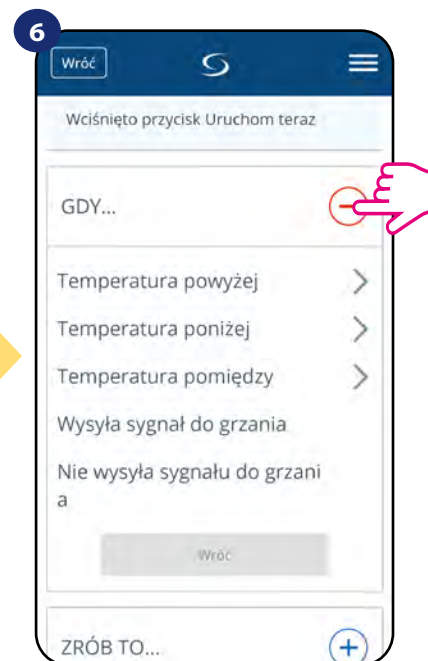 6
Wróć
Wciśnięto przycisk Uruchom teraz
GDY...
Temperatura powyżej
Temperatura poniżej
Temperatura pomiędzy
Wysyła sygnał do grzania
Nie wysyła sygnału do grzani
a
Wróć
ZRÓB TO...